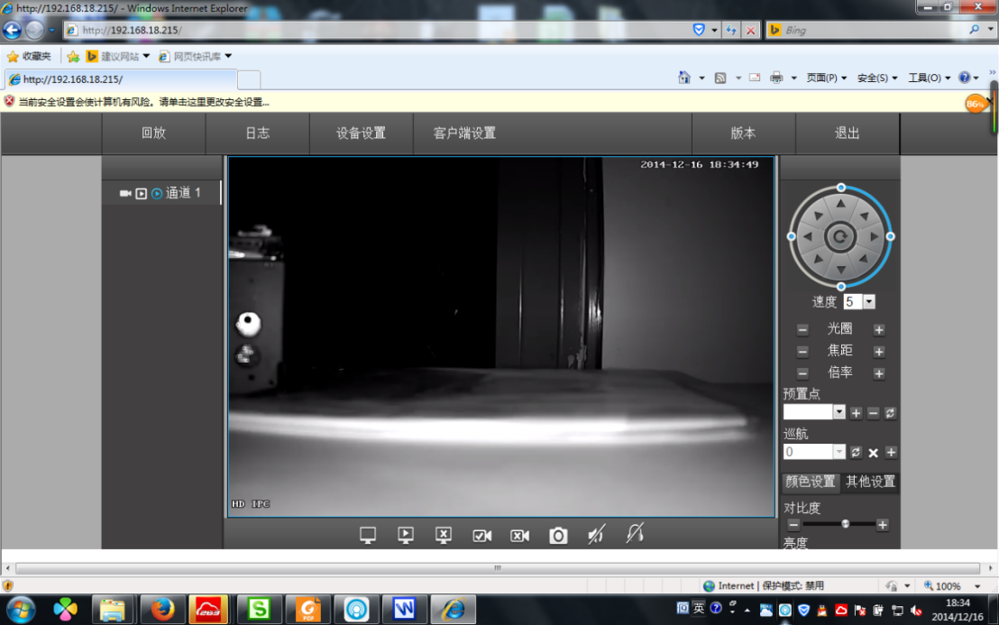 http://192.168.18.215/ - Windows Internet Explorer
http://192.168.18.215/
Bing
收藏夹 建议网站 网页快讯库
http://192.168.18.215/
页面(P) 安全(S) 工具(O)
当前安全设置会使计算机有风险。请单击这里更改安全设置...
86%
回放 日志 设备设置 客户端设置 版本 退出
通道 1
2014-12-16 18:34:49
HD IPC
速度 5
光圈
焦距
倍率
预置点
巡航
0
颜色设置 其他设置
对比度
亮度
Internet | 保护模式: 禁用
100%
263
S
G
PDF
W
英
18:34
2014/12/16